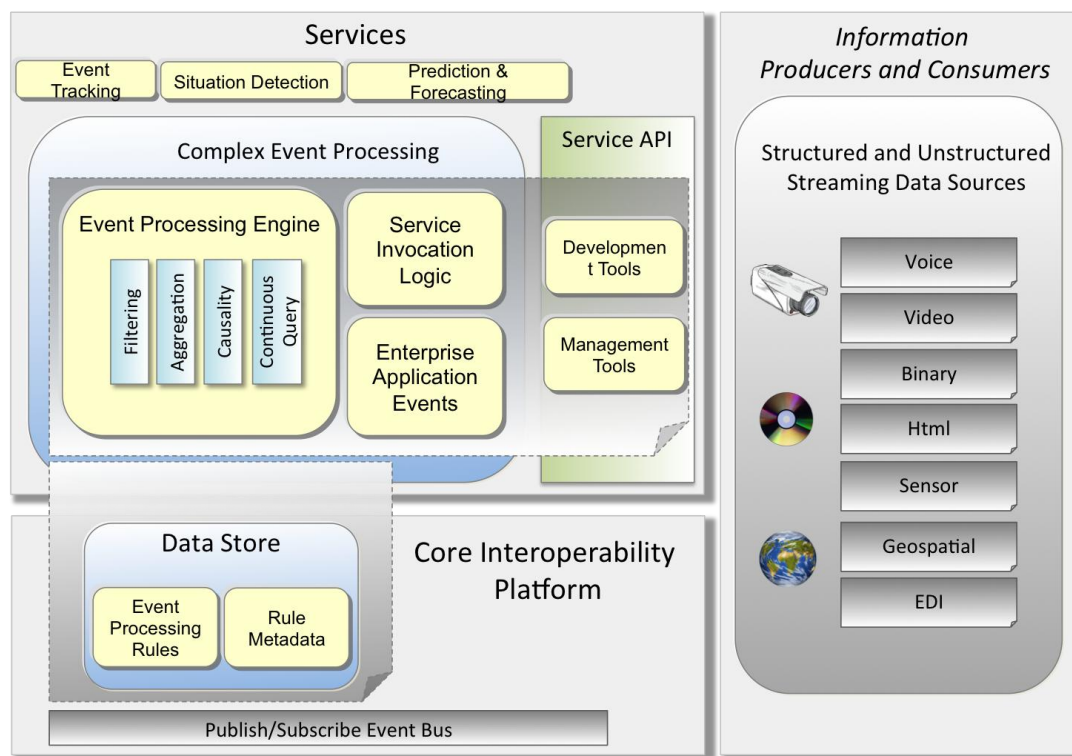 Services
Event
Tracking
Situation Detection
Prediction &
Forecasting
Complex Event Processing
Service API
Event Processing Engine
Filtering
Aggregation
Causality
Continuous
Query
Service
Invocation
Logic
Enterprise
Application
Events
Developmen
t Tools
Management
Tools
Data Store
Event
Processing
Rules
Rule
Metadata
Core Interoperability
Platform
Publish/Subscribe Event Bus
Information
Producers and Consumers
Structured and Unstructured
Streaming Data Sources
Voice
Video
Binary
Html
Sensor
Geospatial
EDI